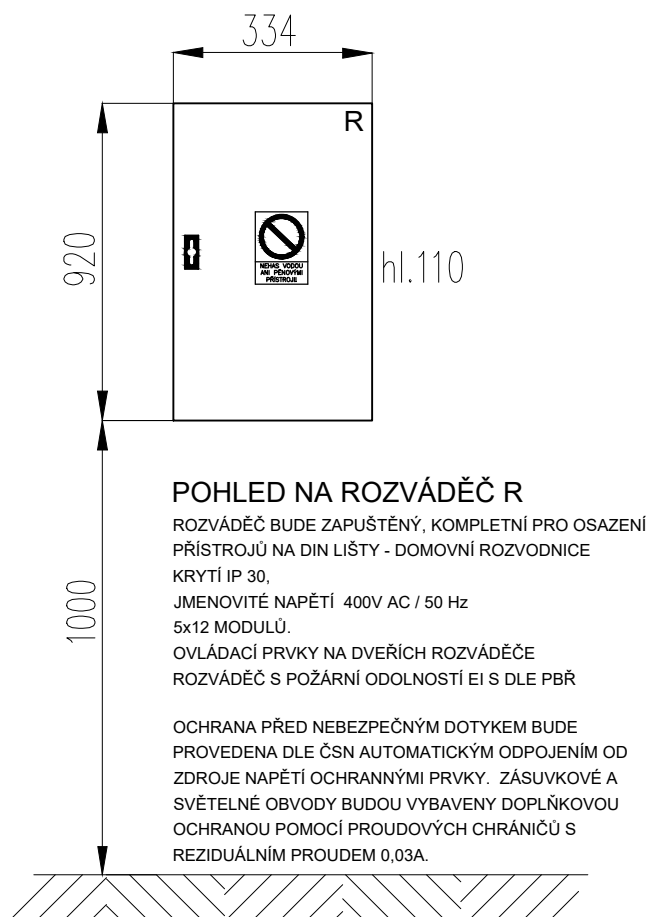 334
R
920
NEHAS VODOU
ANI PĚNOVÝMI
PŘÍSTROJI
hl.110
POHLED NA ROZVÁDĚČ R
ROZVÁDĚČ BUDE ZAPUŠTĚNÝ, KOMPLETNÍ PRO OSAZENÍ
PŘÍSTROJŮ NA DIN LIŠTY - DOMOVNÍ ROZVODNICE
KRYTÍ IP 30,
JMENOVITÉ NAPĚTÍ 400V AC / 50 Hz
5x12 MODULŮ.
OVLÁDACÍ PRVKY NA DVEŘÍCH ROZVÁDĚČE
ROZVÁDĚČ S POŽÁRNÍ ODOLNOSTÍ EI S DLE PBŘ
1000
OCHRANA PŘED NEBEZPEČNÝM DOTYKEM BUDE
PROVEDENA DLE ČSN AUTOMATICKÝM ODPOJENÍM OD
ZDROJE NAPĚTÍ OCHRANNÝMI PRVKY. ZÁSUVKOVÉ A
SVĚTELNÉ OBVODY BUDOU VYBAVENY DOPLŇKOVOU
OCHRANOU POMOCÍ PROUDOVÝCH CHRÁNIČŮ S
REZIDUÁLNÍM PROUDEM 0,03A.